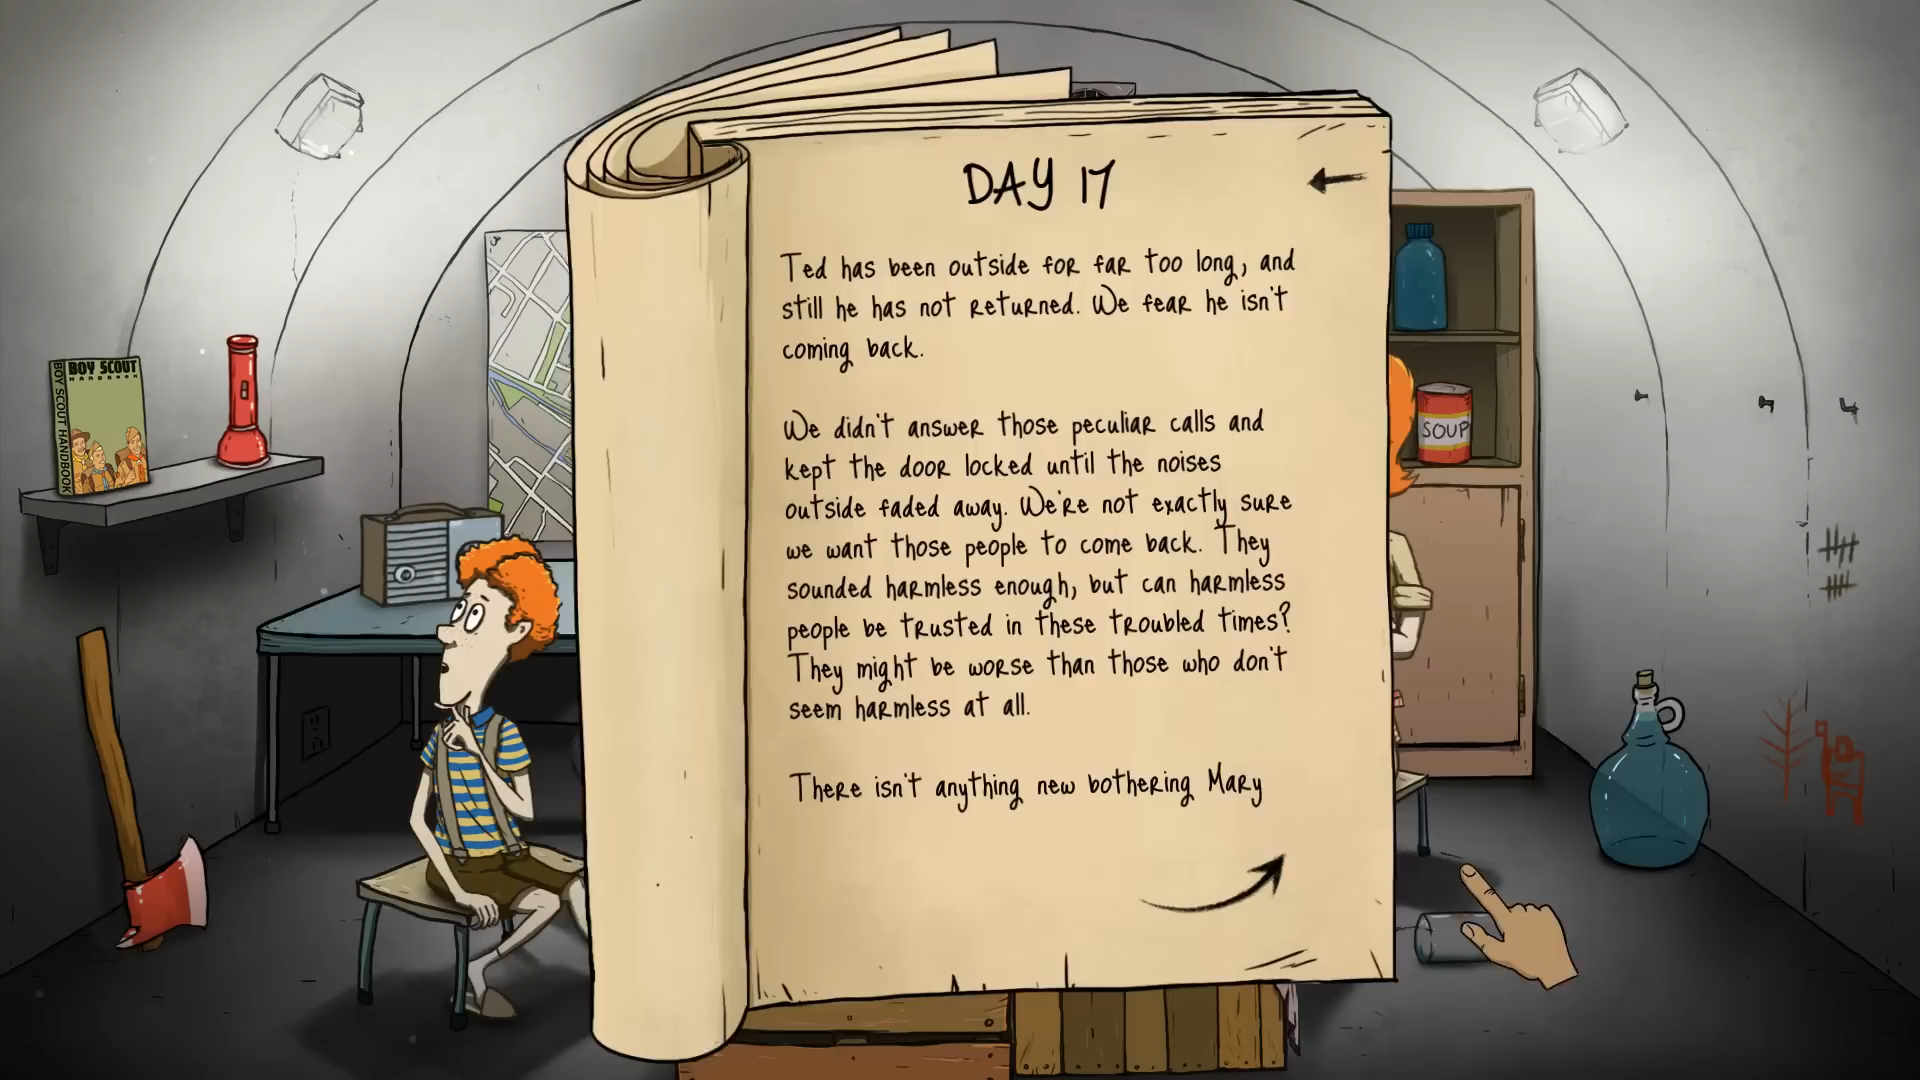 DAY 17
Ted has been outside for far too long, and
still he has not returned. We fear he isn't
coming back.
We didn't answer those peculiar calls and
kept the door locked until the noises
outside faded away. We're not exactly sure
we want those people to come back. They
sounded harmless enough, but can harmless
people be trusted in these troubled times?
They might be worse than those who don't
seem harmless at all.
There isn't anything new bothering Mary
BOY SCOUT
HANDBOOK
BOY SCOUT HANDBOOK
SOUP